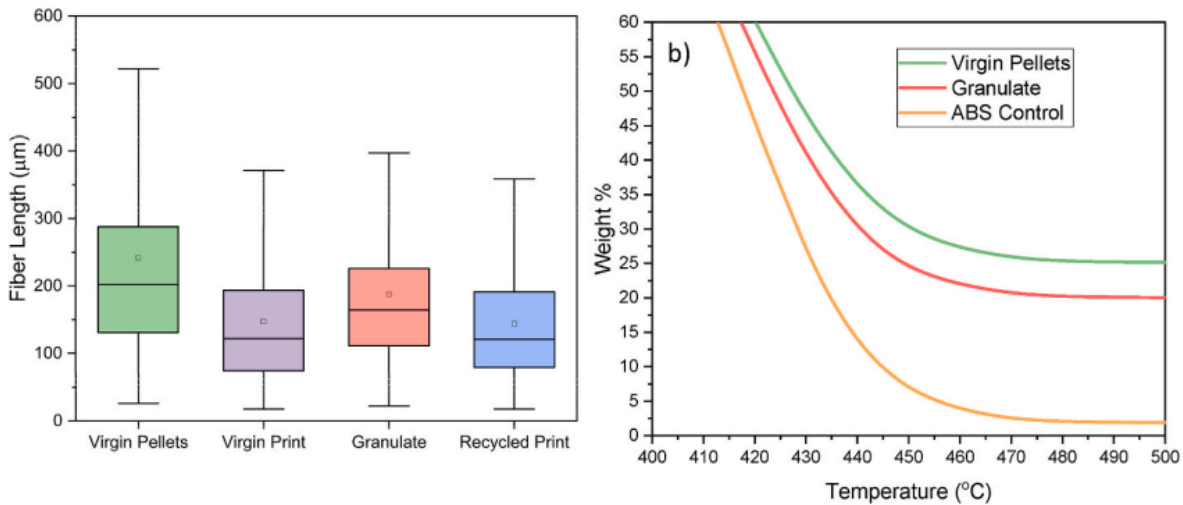 600
500
400
300
200
100
0
Fiber Length (μm)
Virgin Pellets
Virgin Print
Granulate
Recycled Print
b)
60
55
50
45
40
35
30
25
20
15
10
5
0
Weight %
Virgin Pellets
Granulate
ABS Control
400 410 420 430 440 450 460 470 480 490 500
Temperature (°C)